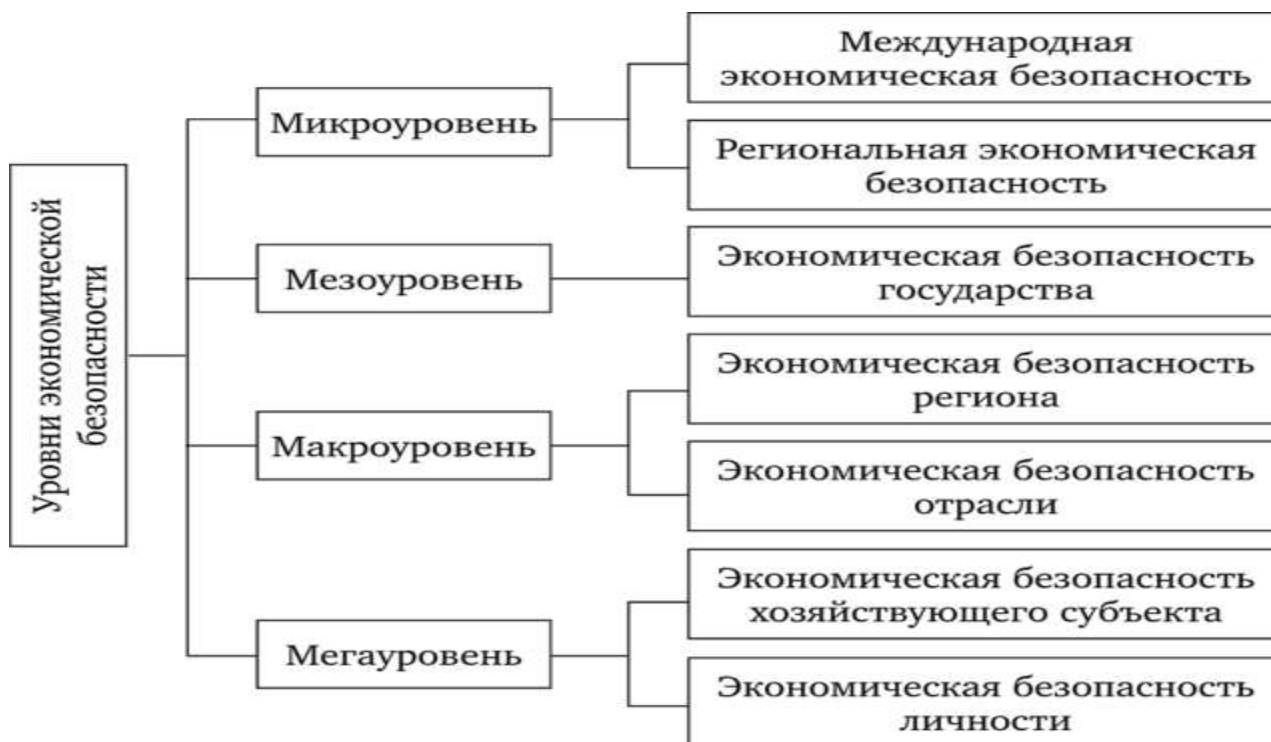 Уровни экономической
безопасности
Микроуровень
Международная
экономическая безопасность
Региональная экономическая
безопасность
Мезоуровень
Экономическая безопасность
государства
Макроуровень
Экономическая безопасность
региона
Экономическая безопасность
отрасли
Мегауровень
Экономическая безопасность
хозяйствующего субъекта
Экономическая безопасность
личности